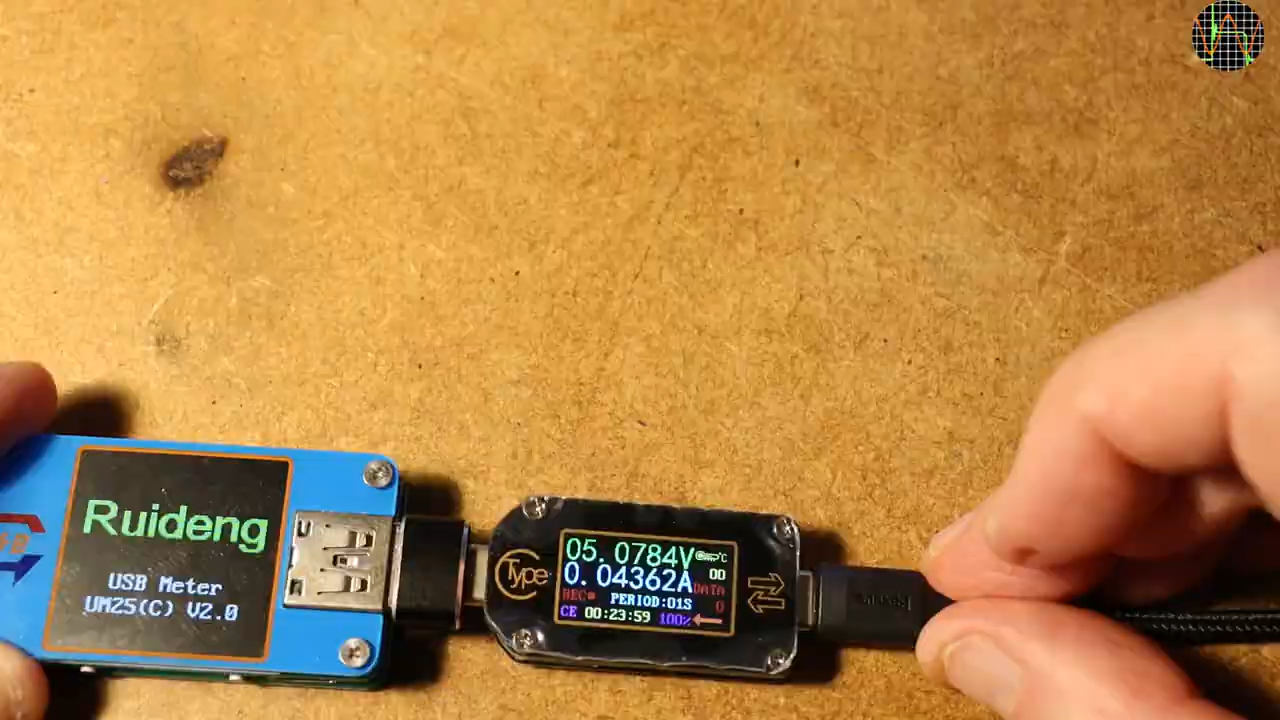 Ruideng
USB Meter
UM25(C) V2.0
Type
05.0784V
°C
00
0.04362A
DATA
REC
PERIOD:01S
0
CE 00:23:59 100%